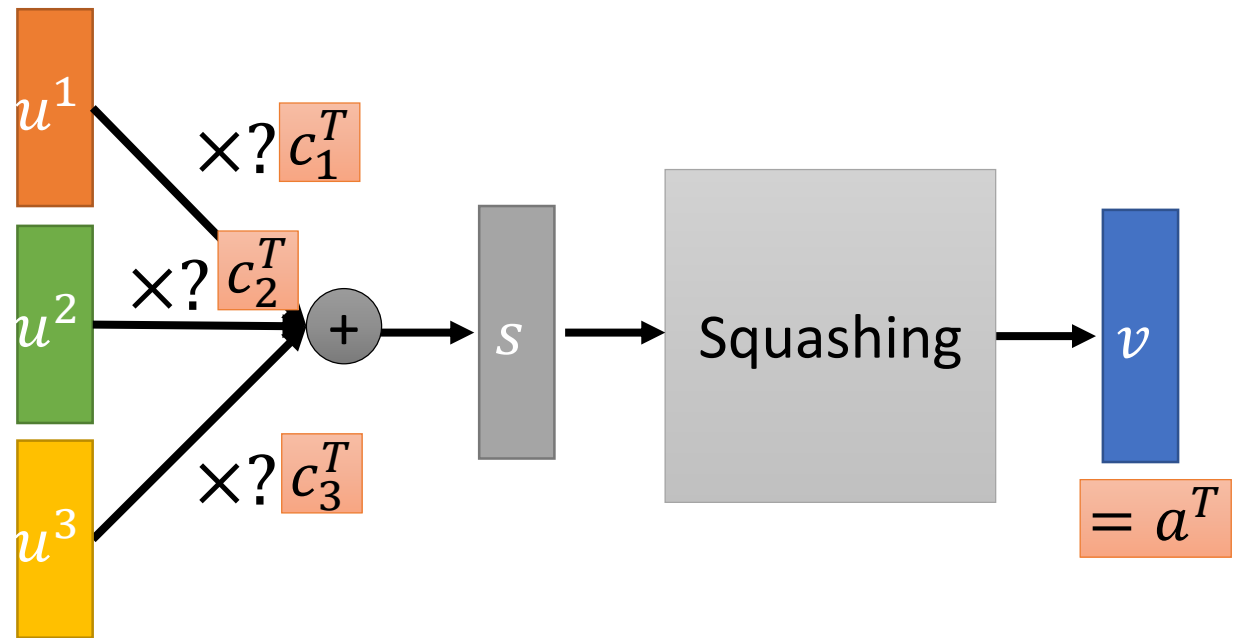 u¹
×? c₁ᵀ
×? c₂ᵀ
u²
+
s
Squashing
v
×? c₃ᵀ
u³
= aᵀ